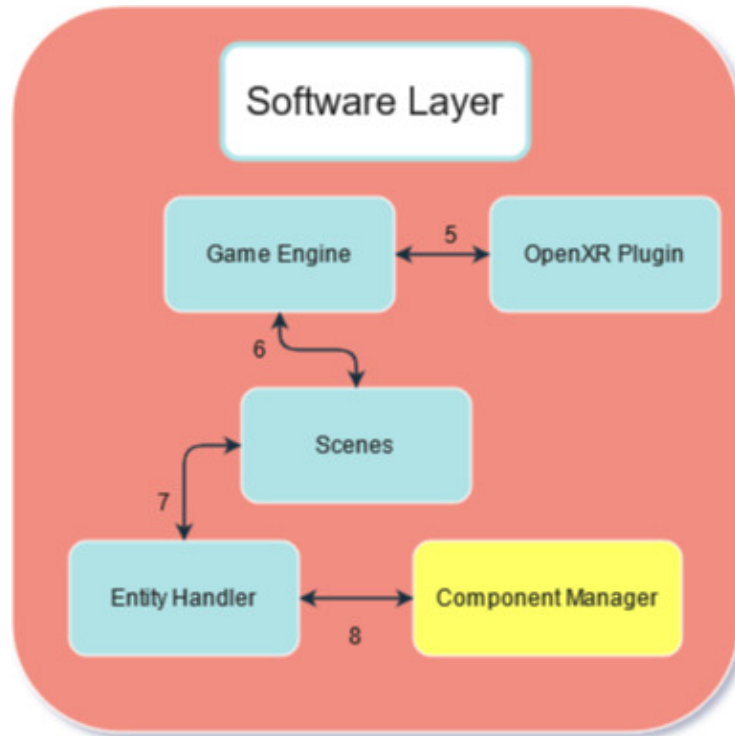 Software Layer
Game Engine
5
OpenXR Plugin
6
Scenes
7
Entity Handler
8
Component Manager